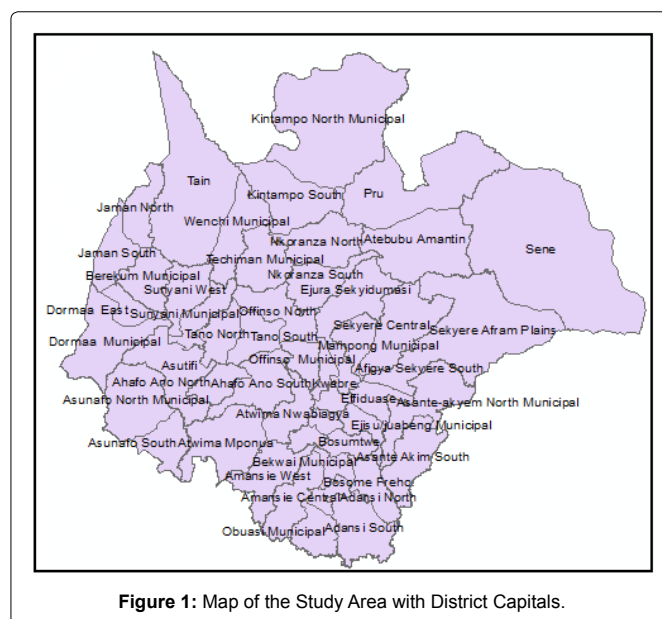 Kintampo North Municipal
Tain
Kintampo South
Pru
Jaman North
Wenchi Municipal
Nkoranza North
Atebubu Amantin
Jaman South
Techiman Municipal
Sene
Berekum Municipal
Nkoranza South
Sunyani West
Ejura Sekyidumasi
Dormaa East
Sunyani Municipal
Offinso North
Sekyere Central
Sekyere Afram Plains
Dormaa Municipal
Tano North
Tano South
Mampong Municipal
Asutifi
Offinso Municipal
Afigya Sekyere South
Ahafo Ano North
Ahafo Ano South
Kwabre
Asunafo North Municipal
Effiduase
Asante-akyem North Municipal
Atwima Nwabiagya
Ejisu/juabeng Municipal
Asunafo South
Atwima Mponua
Bosumtwe
Bekwai Municipal
Asante Akim South
Amansie West
Bosome Freho
Amansie Central
Adansi North
Obuasi Municipal
Adansi South
Figure 1: Map of the Study Area with District Capitals.